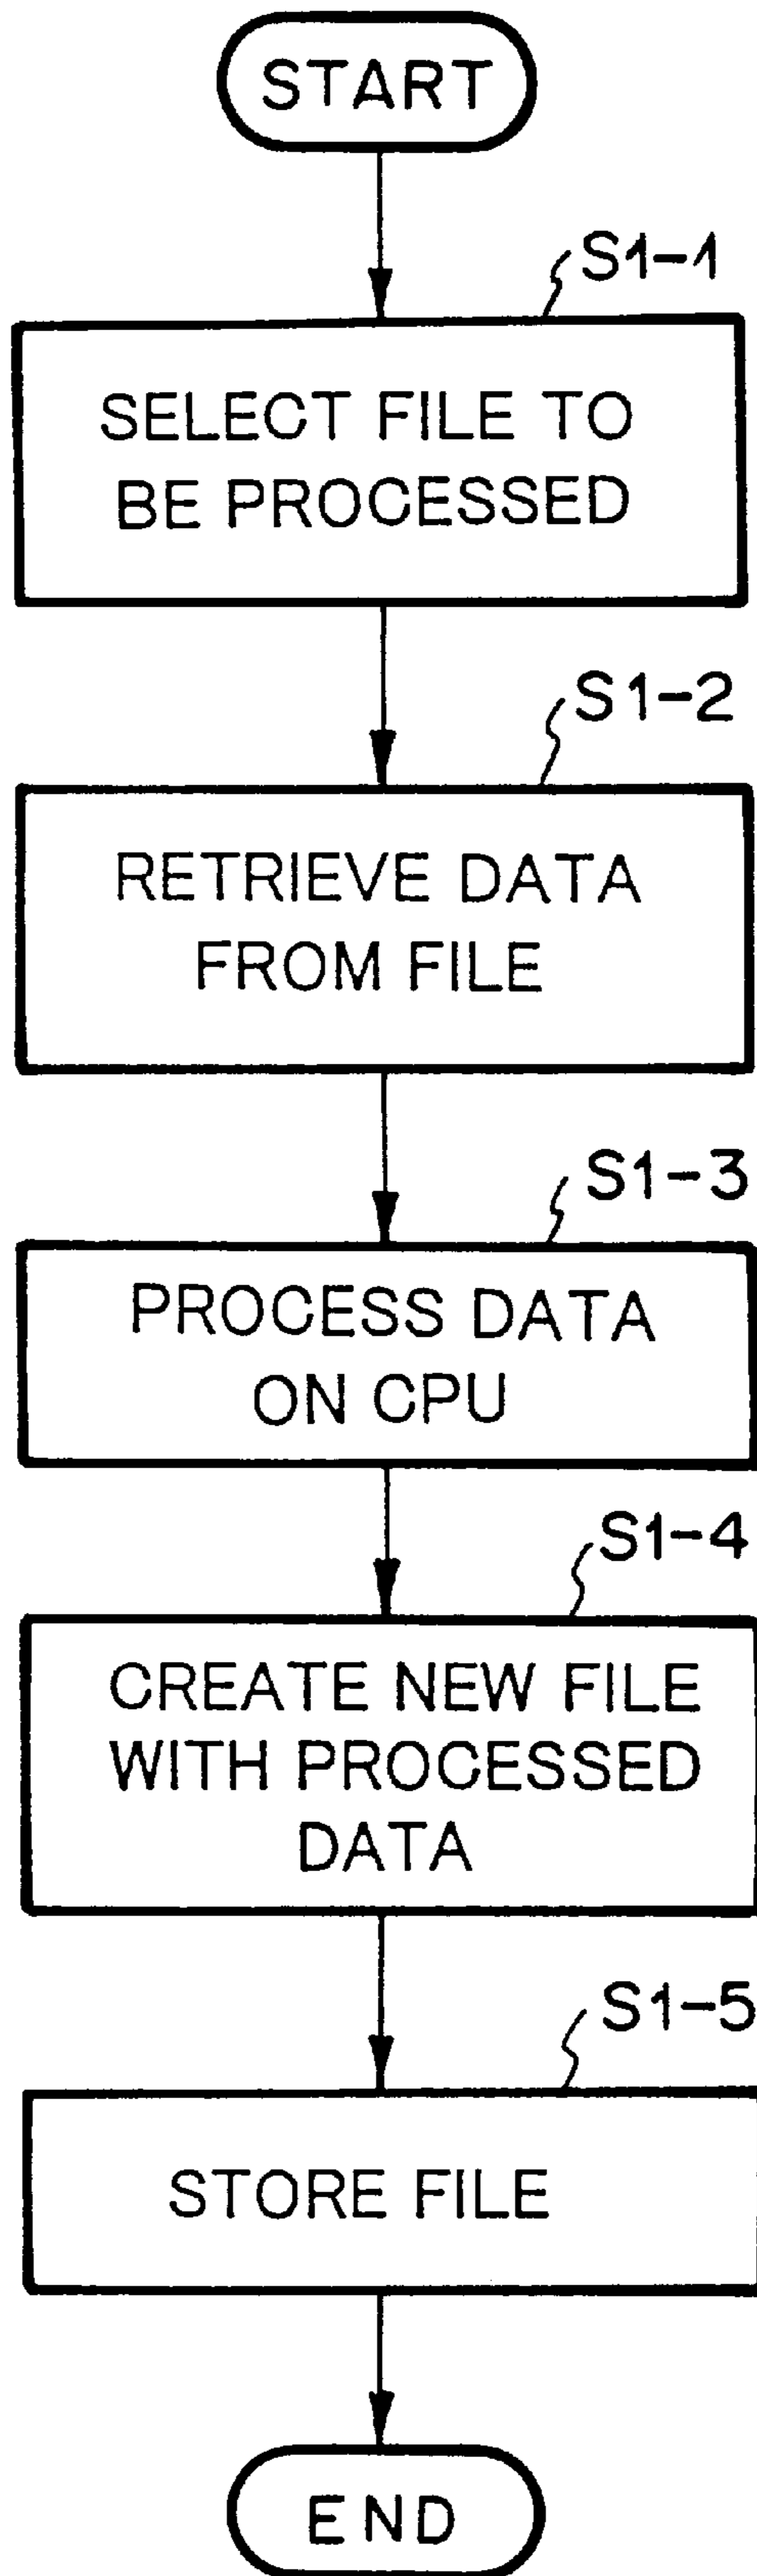 START
S1-1
SELECT FILE TO
BE PROCESSED
S1-2
RETRIEVE DATA
FROM FILE
S1-3
PROCESS DATA
ON CPU
S1-4
CREATE NEW FILE
WITH PROCESSED
DATA
S1-5
STORE FILE
END